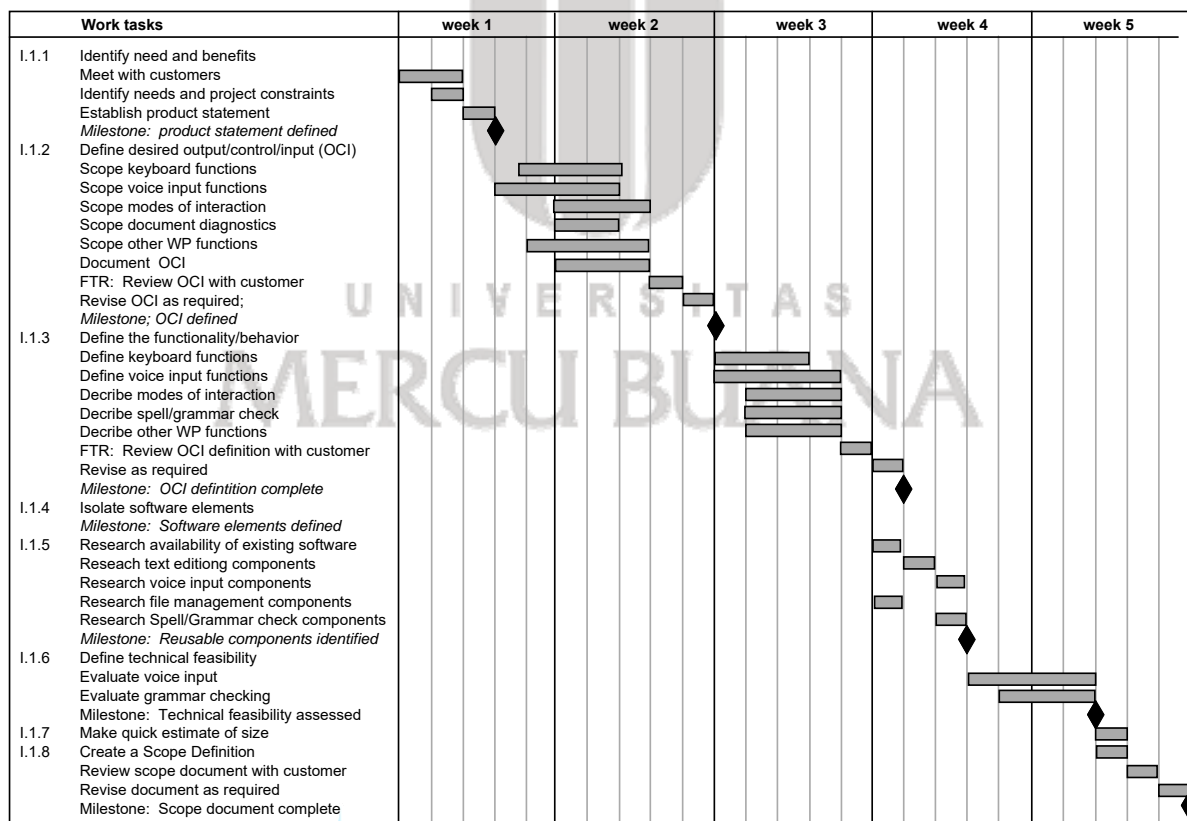 Work tasks week 1 week 2 week 3 week 4 week 5
I.1.1 Identify need and benefits
Meet with customers
Identify needs and project constraints
Establish product statement
Milestone: product statement defined
I.1.2 Define desired output/control/input (OCI)
Scope keyboard functions
Scope voice input functions
Scope modes of interaction
Scope document diagnostics
Scope other WP functions
Document OCI
FTR: Review OCI with customer
Revise OCI as required;
UNIVERSITAS
Milestone; OCI defined
I.1.3 Define the functionality/behavior
Define keyboard functions
MERCU BUANA
Define voice input functions
Decribe modes of interaction
Decribe spell/grammar check
Decribe other WP functions
FTR: Review OCI definition with customer
Revise as required
Milestone: OCI defintition complete
I.1.4 Isolate software elements
Milestone: Software elements defined
I.1.5 Research availability of existing software
Reseach text editiong components
Research voice input components
Research file management components
Research Spell/Grammar check components
Milestone: Reusable components identified
I.1.6 Define technical feasibility
Evaluate voice input
Evaluate grammar checking
Milestone: Technical feasibility assessed
I.1.7 Make quick estimate of size
I.1.8 Create a Scope Definition
Review scope document with customer
Revise document as required
Milestone: Scope document complete